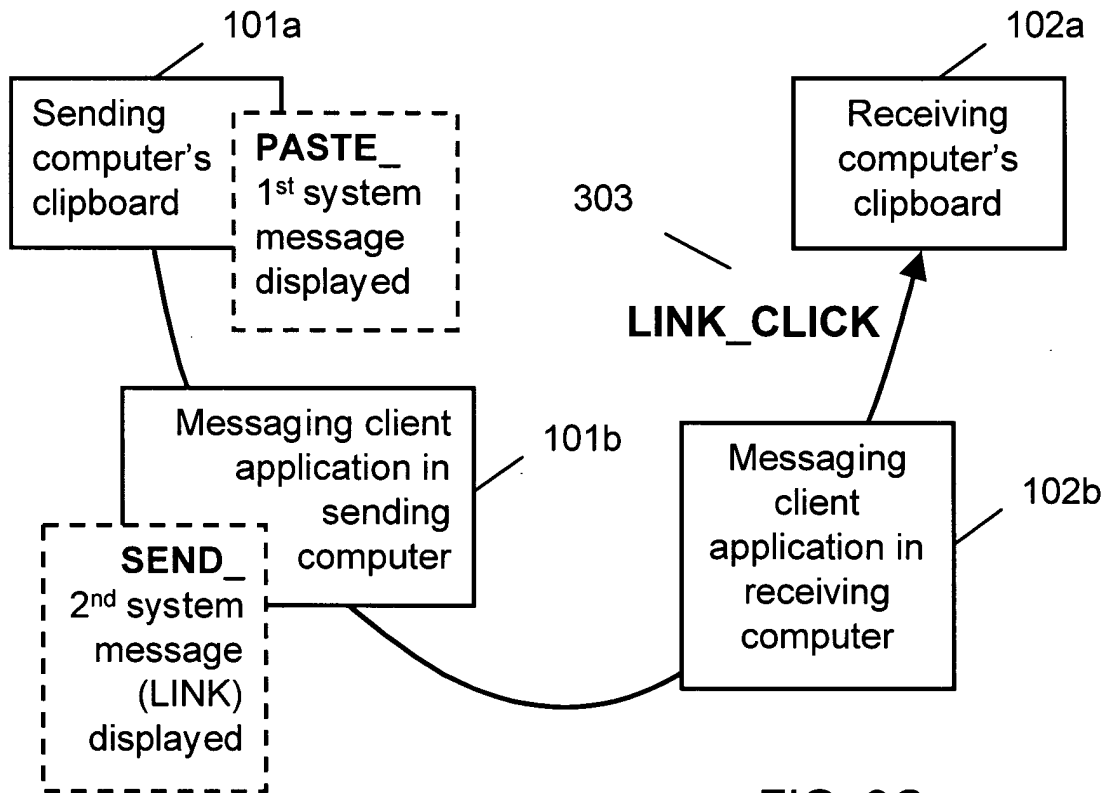 101a
102a
Sending
computer's
clipboard
PASTE_
1st system
message
displayed
Receiving
computer's
clipboard
303
LINK_CLICK
Messaging client
application in
sending
computer
101b
SEND_
2nd system
message
(LINK)
displayed
Messaging
client
application in
receiving
computer
102b